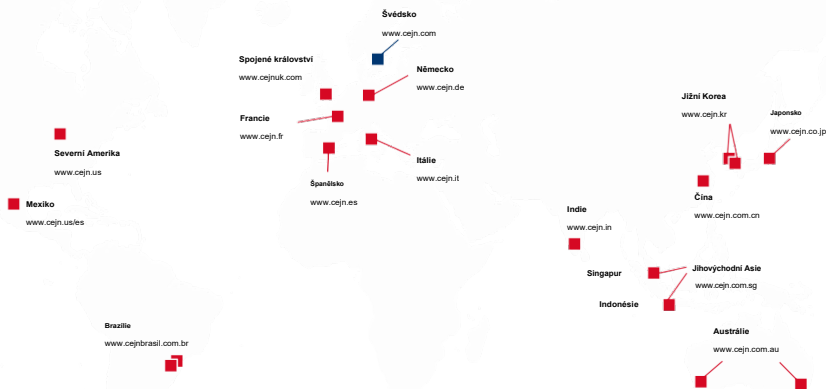 Švédsko
www.cejn.com
Spojené království
www.cejnuk.com
Německo
www.cejn.de
Francie
www.cejn.fr
Itálie
www.cejn.it
Španělsko
www.cejn.es
Severní Amerika
www.cejn.us
Mexiko
www.cejn.us/es
Brazílie
www.cejnbrasil.com.br
Jižní Korea
www.cejn.kr
Japonsko
www.cejn.co.jp
Čína
www.cejn.com.cn
Indie
www.cejn.in
Singapur
Jihovýchodní Asie
www.cejn.com.sg
Indonésie
Austrálie
www.cejn.com.au